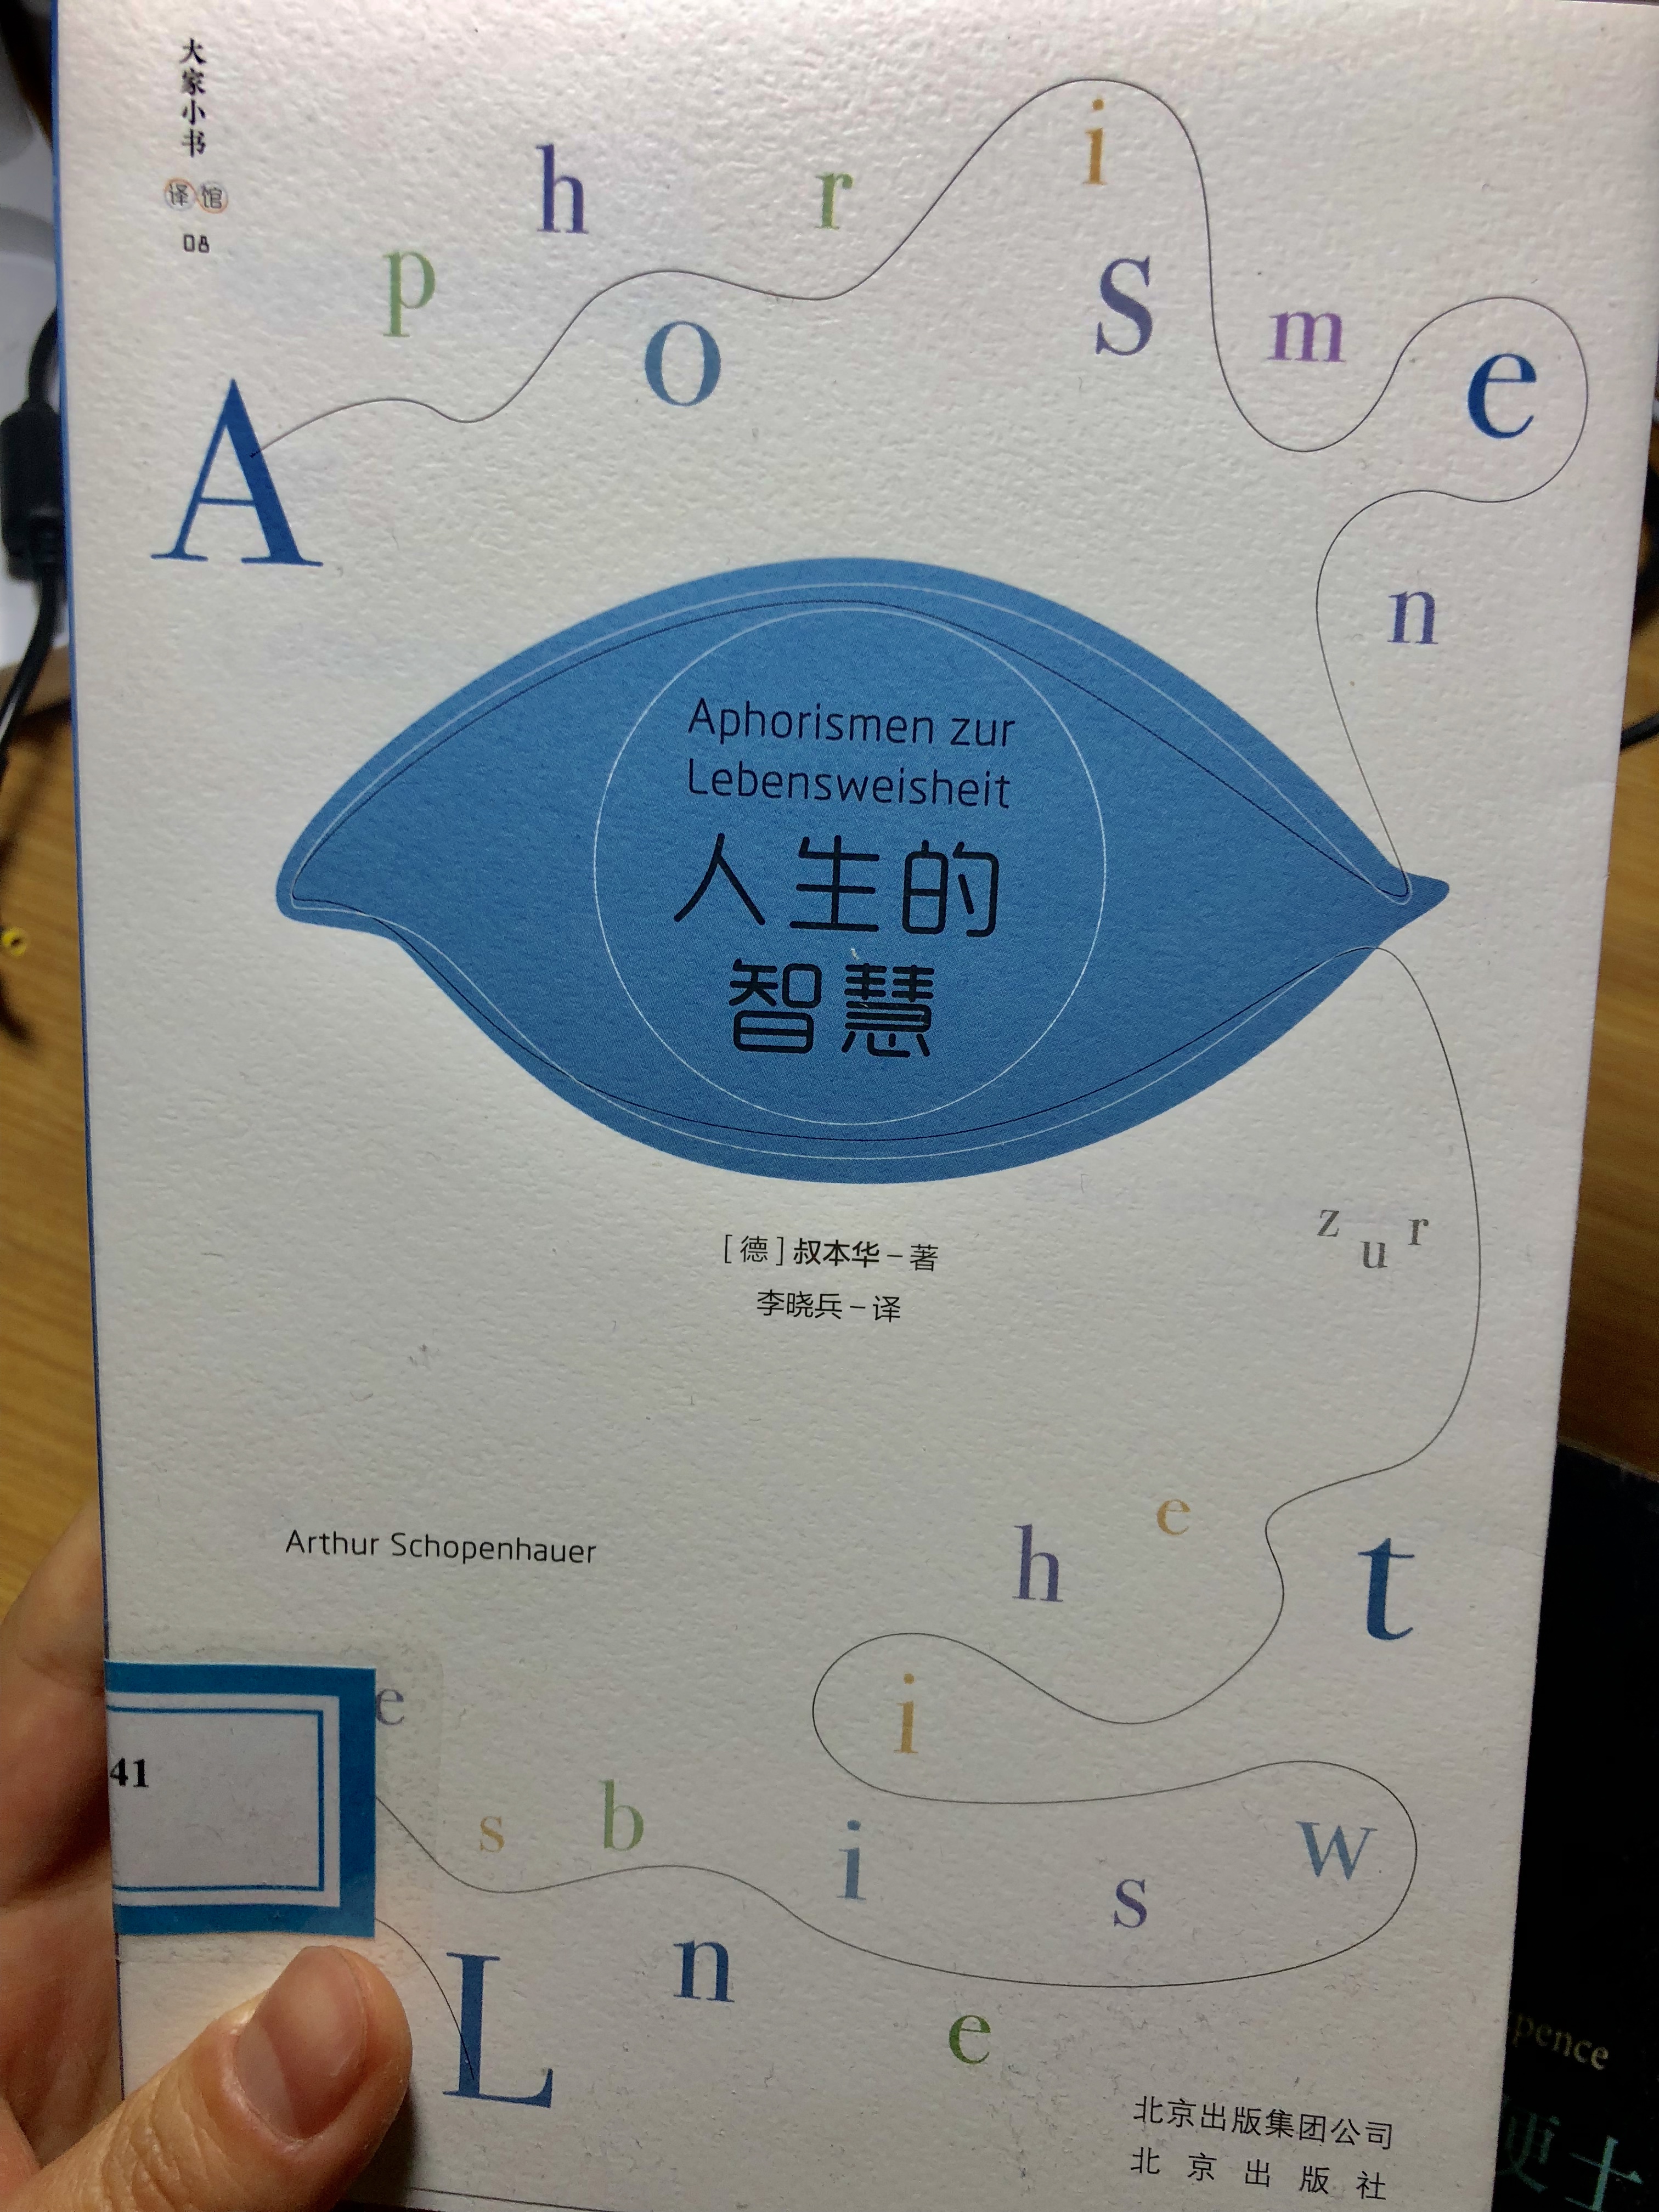 大家小书
译馆
08
A p h o r i s m e n
Aphorismen zur
Lebensweisheit
人生的
智慧
[德]叔本华–著
李晓兵–译
z u r
Arthur Schopenhauer
L e b e n s w e i s h e i t
41
北京出版集团公司
北京出版社
pence